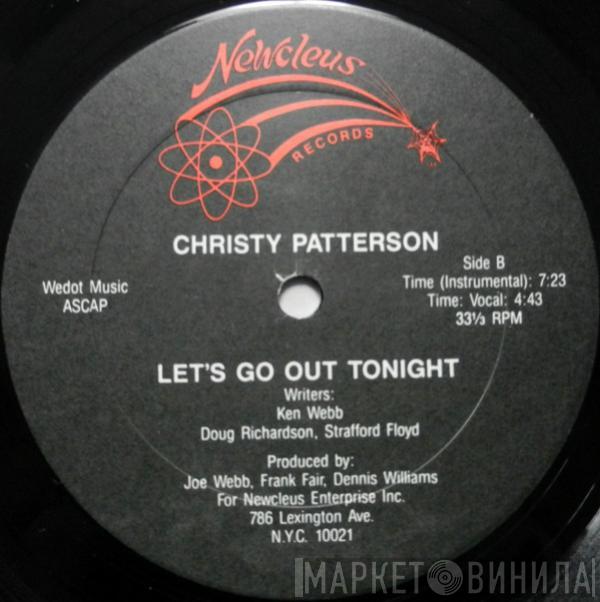 Newcleus
RECORDS
CHRISTY PATTERSON
Wedot Music
ASCAP
Side B
Time (Instrumental): 7:23
Time: Vocal: 4:43
33⅓ RPM
LET'S GO OUT TONIGHT
Writers:
Ken Webb
Doug Richardson, Strafford Floyd
Produced by:
Joe Webb, Frank Fair, Dennis Williams
For Newcleus Enterprise Inc.
786 Lexington Ave.
N.Y.C. 10021
МАРКЕТ ВИНИЛА